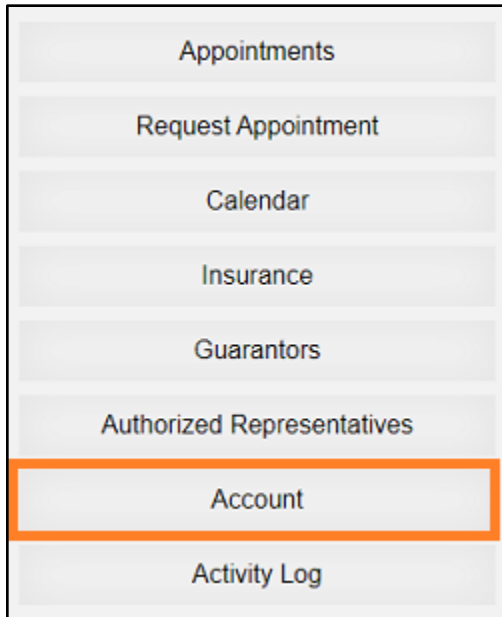 Appointments
Request Appointment
Calendar
Insurance
Guarantors
Authorized Representatives
Account
Activity Log